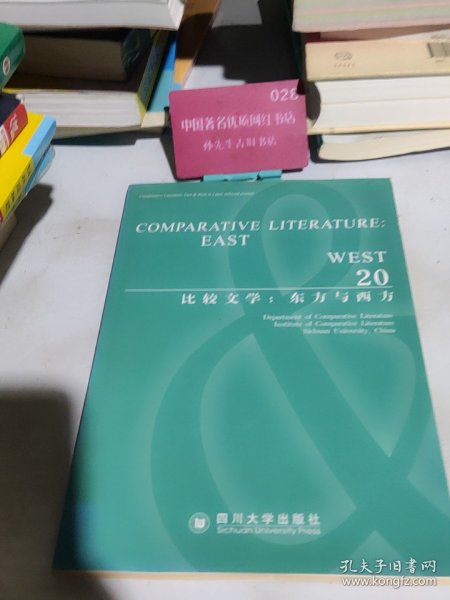 028
中国著名优质网红书店
孙先生古旧书店
COMPARATIVE LITERATURE:
EAST
WEST
20
比较文学：东方与西方
Department of Comparative Literature
Institute of Comparative Literature
Sichuan University, China
四川大学出版社
Sichuan University Press
孔夫子旧书网
www.kongfz.com